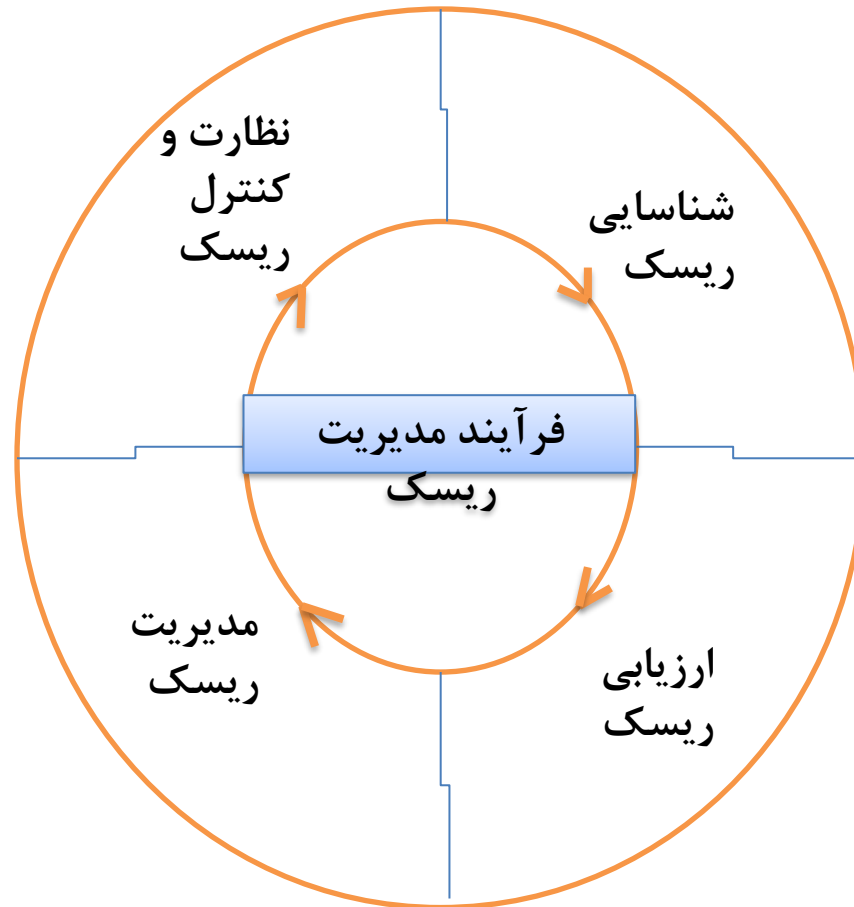 نظارت و
کنترل
ریسک
شناسایی
ریسک
فرآیند مدیریت
ریسک
مدیریت
ریسک
ارزیابی
ریسک